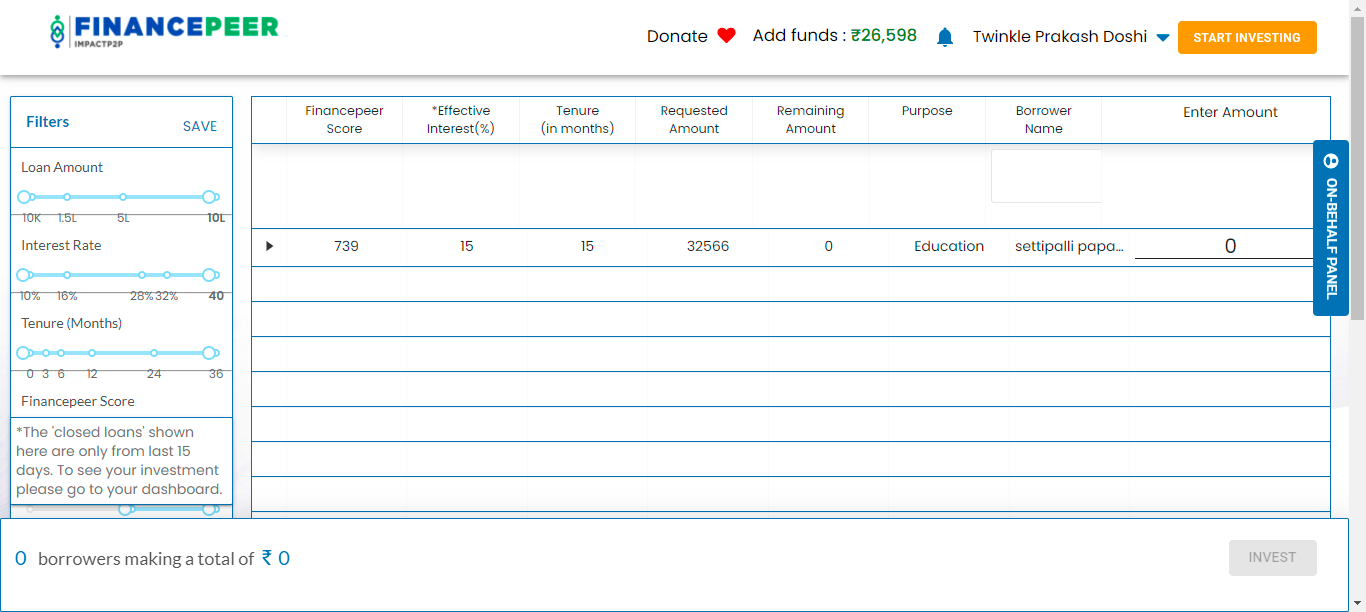 FINANCEPEER
IMPACTP2P
Donate Add funds : ₹26,598 Twinkle Prakash Doshi START INVESTING
Filters
SAVE
Loan Amount
10K 1.5L 5L 10L
Interest Rate
10% 16% 28% 32% 40
Tenure (Months)
0 3 6 12 24 36
Financepeer Score
*The 'closed loans' shown
here are only from last 15
days. To see your investment
please go to your dashboard.
Financepeer Score *Effective Interest(%) Tenure (in months) Requested Amount Remaining Amount Purpose Borrower Name Enter Amount
739 15 15 32566 0 Education settipalli papa... 0
ON-BEHALF PANEL
0 borrowers making a total of ₹ 0
INVEST